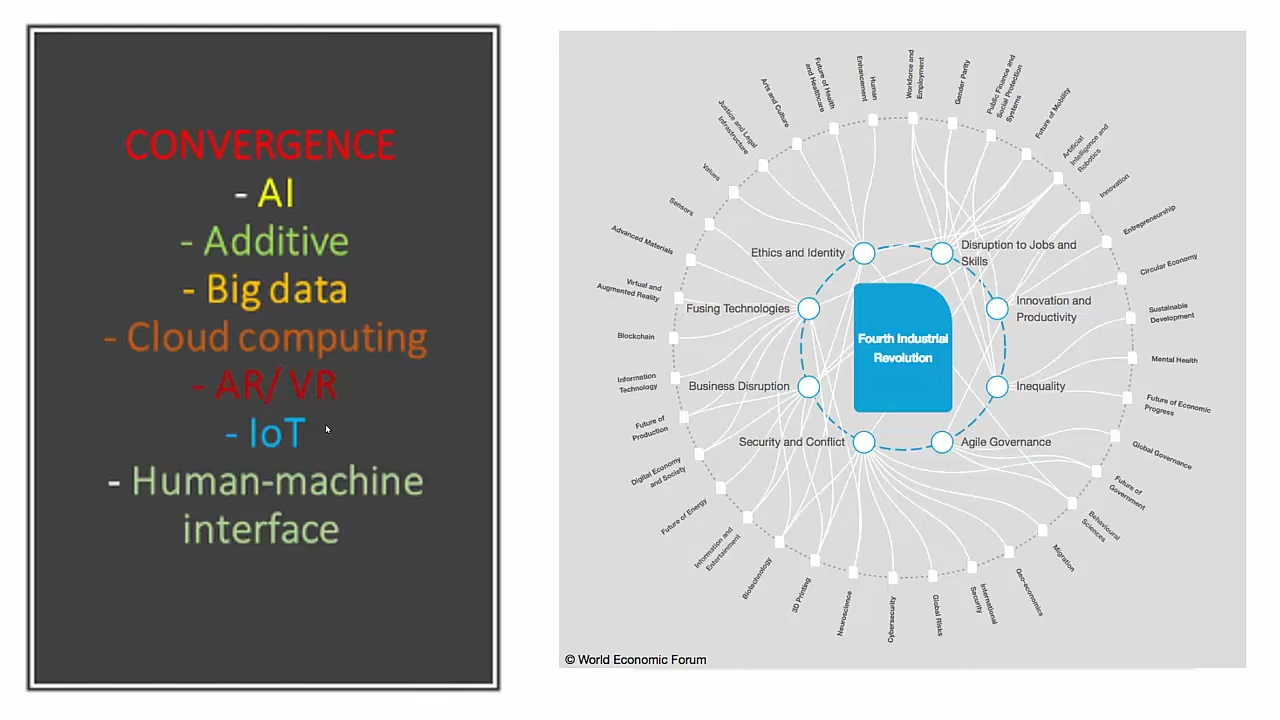 CONVERGENCE
- AI
- Additive
- Big data
- Cloud computing
- AR/ VR
- IoT
- Human-machine
interface
Fourth Industrial
Revolution
Ethics and Identity
Disruption to Jobs and
Skills
Innovation and
Productivity
Inequality
Agile Governance
Security and Conflict
Business Disruption
Fusing Technologies
Workforce and
Employment
Gender Parity
Public Finance and
Social Protection
Systems
Future of Mobility
Artificial
Intelligence and
Robotics
Innovation
Entrepreneurship
Circular Economy
Sustainable
Development
Mental Health
Future of Economic
Progress
Global Governance
Future of
Government
Behavioural
Sciences
Migration
Geo-economics
International
Security
Global Risks
Cybersecurity
Neuroscience
3D Printing
Biotechnology
Information and
Entertainment
Future of Energy
Digital Economy
and Society
Future of
Production
Information
Technology
Blockchain
Virtual and
Augmented Reality
Advanced Materials
Sensors
Values
Justice and Legal
Infrastructure
Arts and Culture
Future of Health
and Healthcare
Human
Enhancement
© World Economic Forum